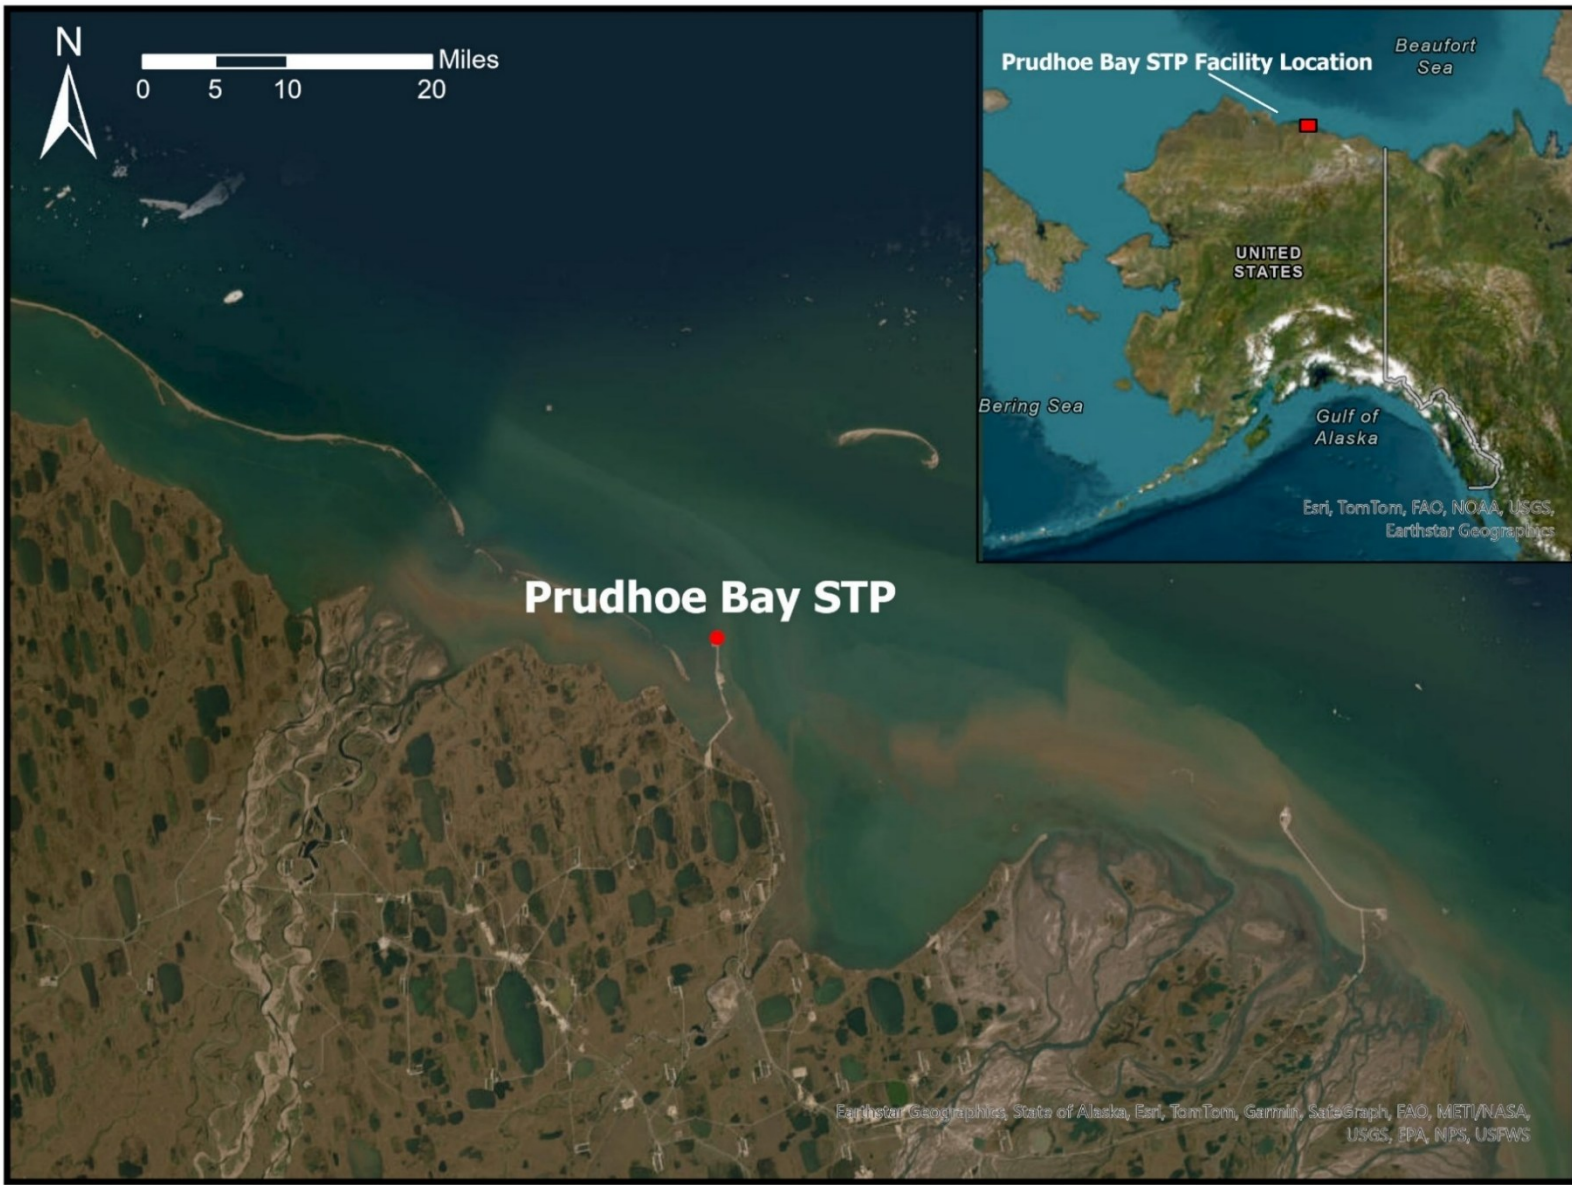 N
Miles
0 5 10 20
Prudhoe Bay STP Facility Location
Beaufort
Sea
UNITED
STATES
Bering Sea
Gulf of
Alaska
Esri, TomTom, FAO, NOAA, USGS,
Earthstar Geographics
Prudhoe Bay STP
Earthstar Geographics, State of Alaska, Esri, TomTom, Garmin, SafeGraph, FAO, METI/NASA,
USGS, EPA, NPS, USFWS